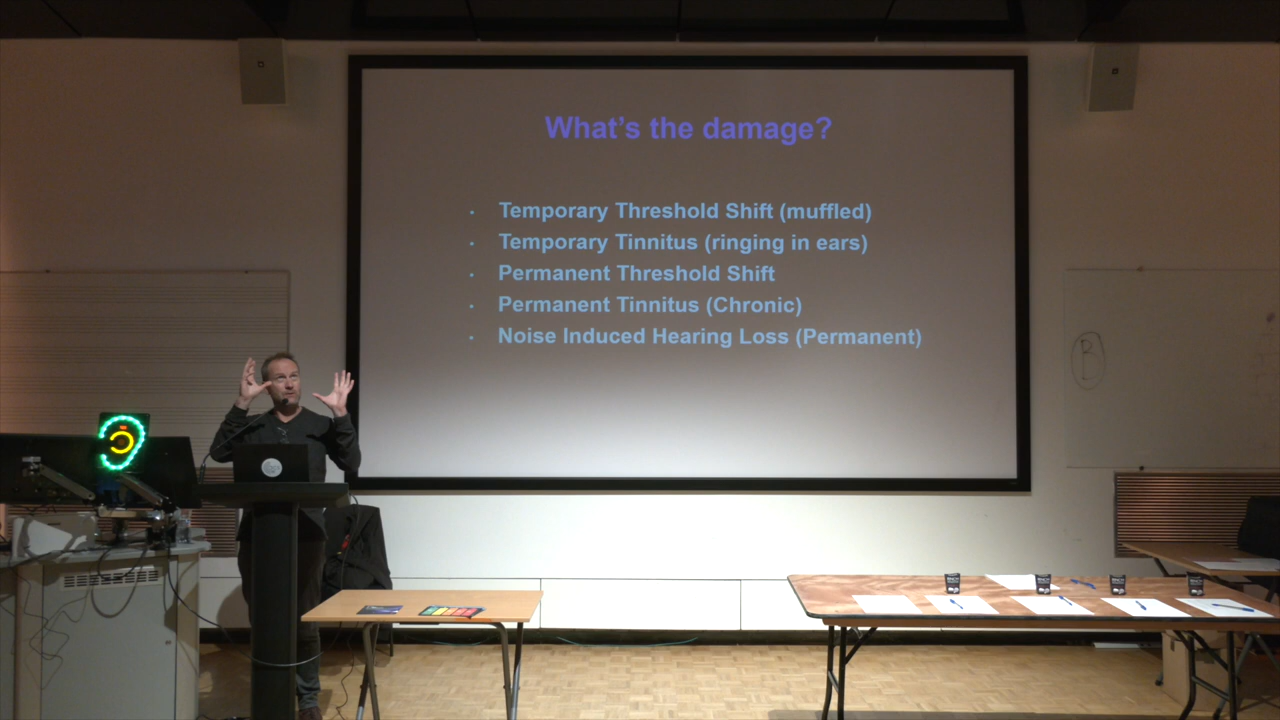 What's the damage?
• Temporary Threshold Shift (muffled)
• Temporary Tinnitus (ringing in ears)
• Permanent Threshold Shift
• Permanent Tinnitus (Chronic)
• Noise Induced Hearing Loss (Permanent)
B